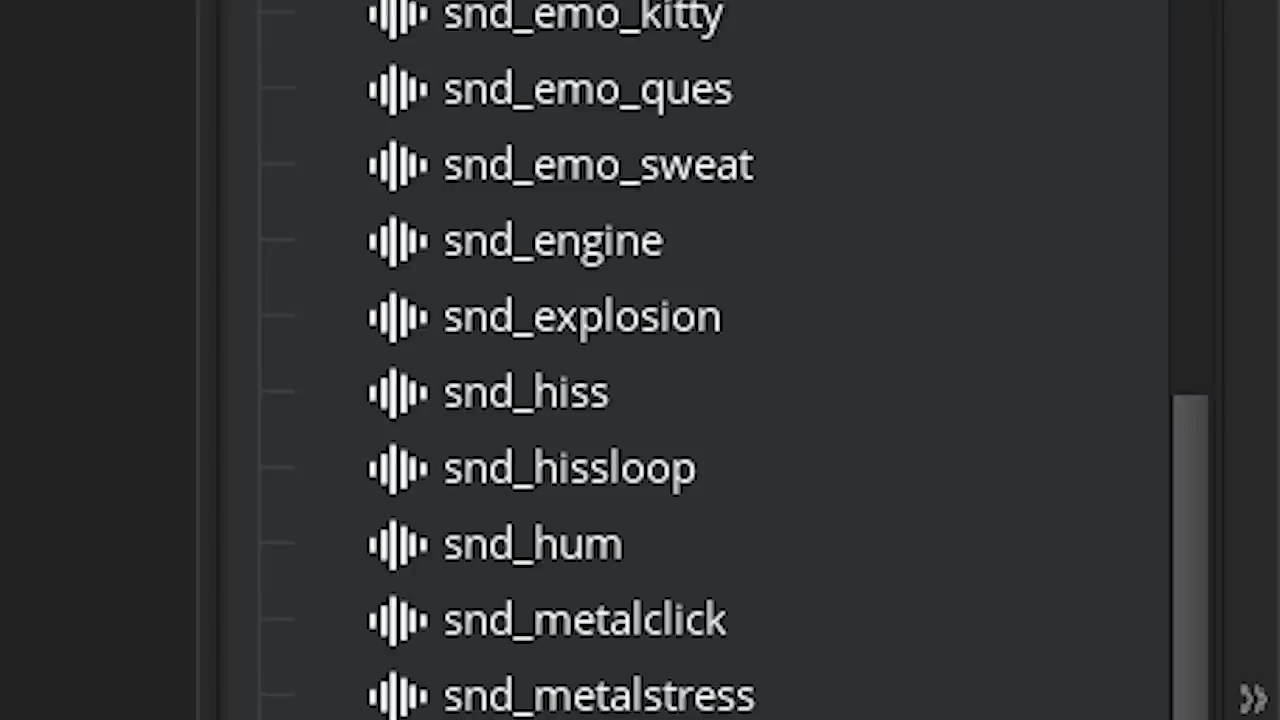 snd_emo_kitty
snd_emo_ques
snd_emo_sweat
snd_engine
snd_explosion
snd_hiss
snd_hissloop
snd_hum
snd_metalclick
snd_metalstress